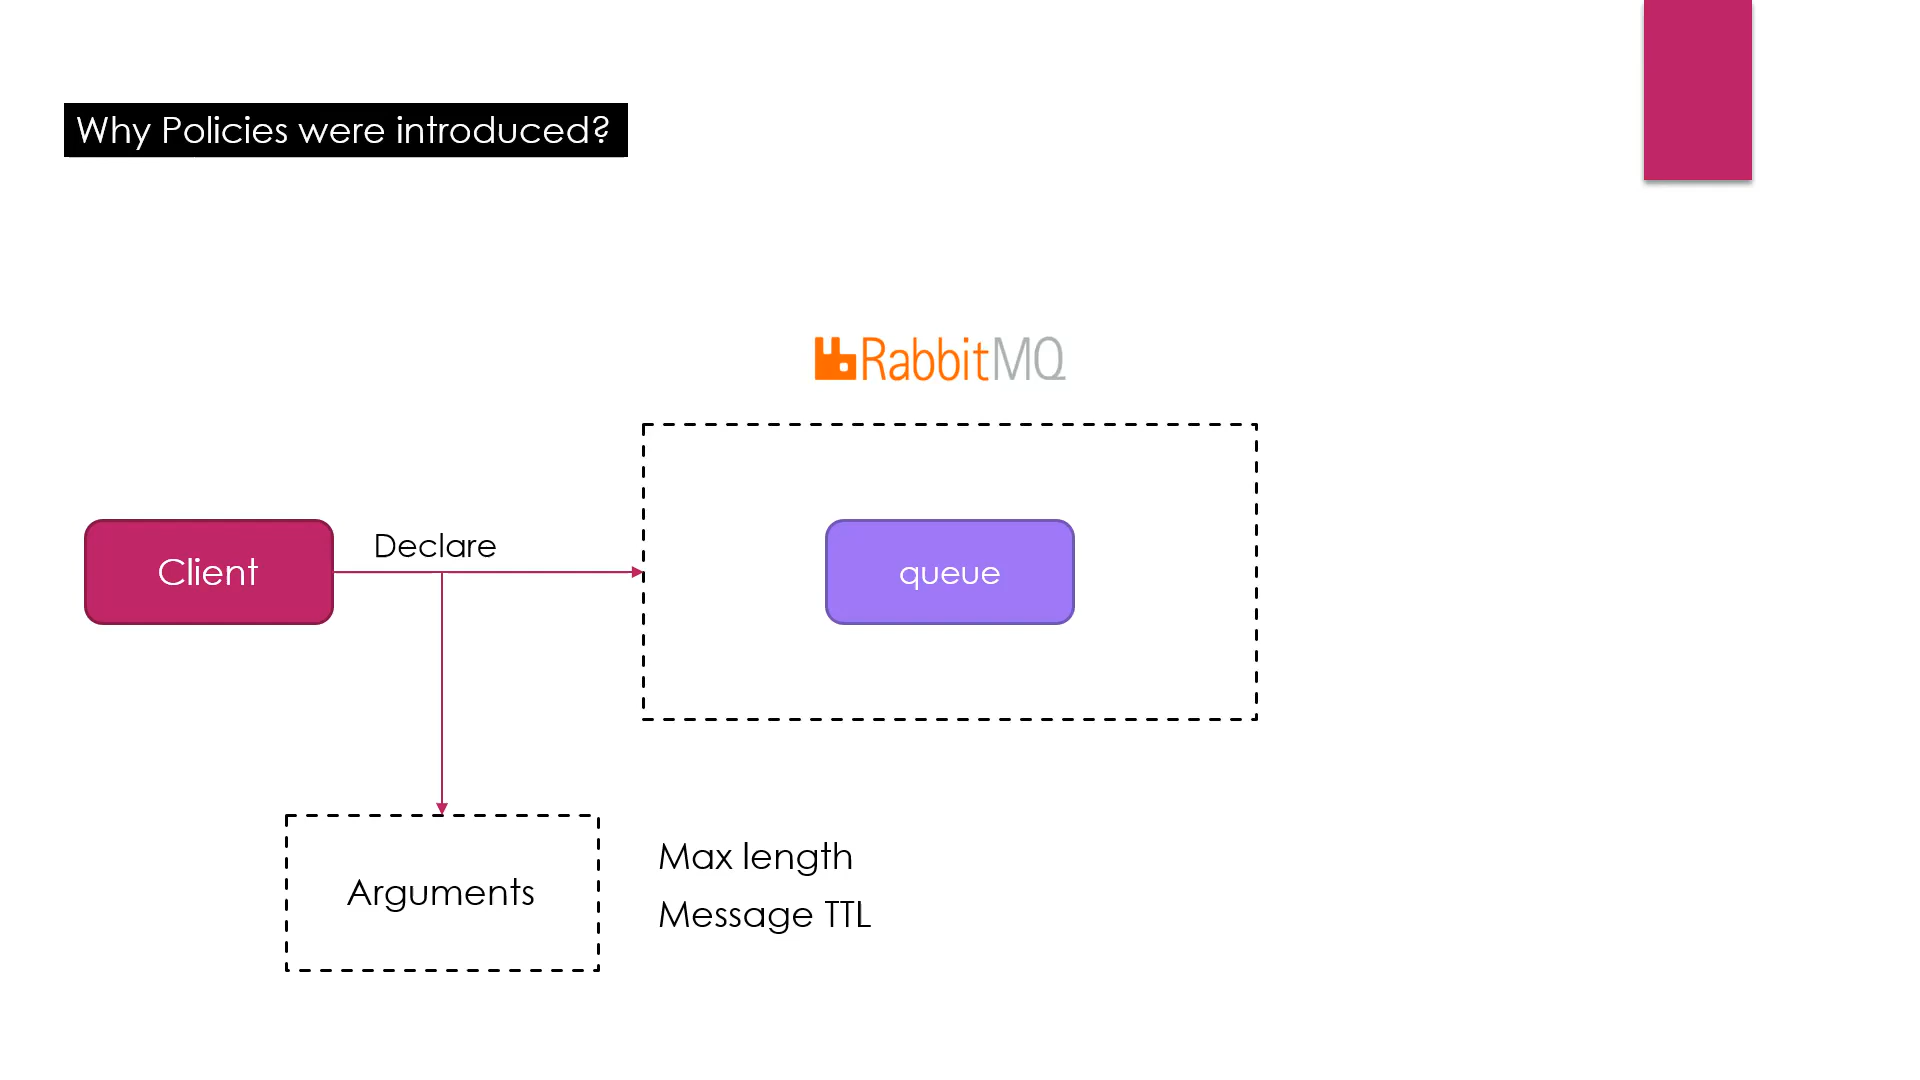 Why Policies were introduced?
RabbitMQ
Declare
Client
queue
Arguments
Max length
Message TTL